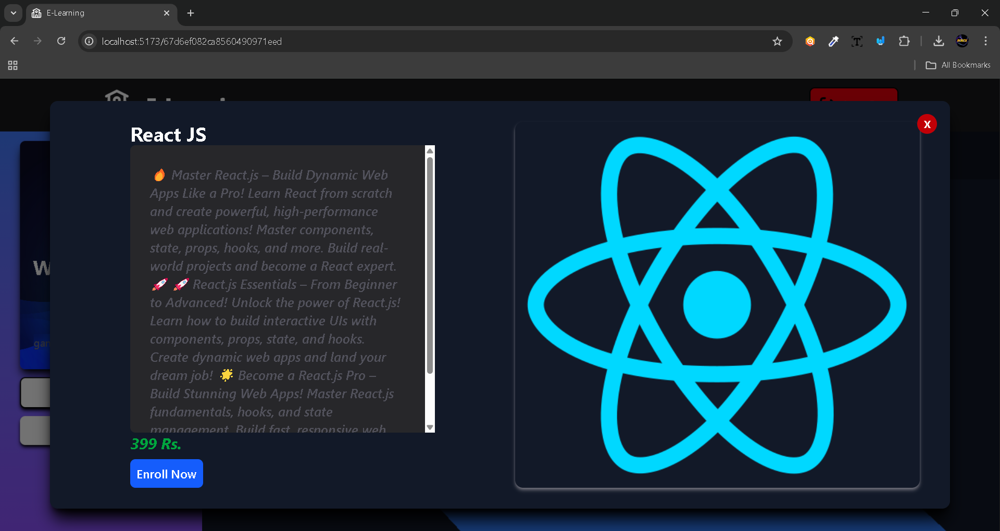 E-Learning
localhost:5173/67d6ef082ca8560490971eed
All Bookmarks
React JS
X
🔥 Master React.js – Build Dynamic Web
Apps Like a Pro! Learn React from scratch
and create powerful, high-performance
web applications! Master components,
state, props, hooks, and more. Build real-
world projects and become a React expert.
🚀 🚀 React.js Essentials – From Beginner
to Advanced! Unlock the power of React.js!
Learn how to build interactive UIs with
components, props, state, and hooks.
Create dynamic web apps and land your
dream job! 🌟 Become a React.js Pro –
Build Stunning Web Apps! Master React.js
fundamentals, hooks, and state
management. Build fast, responsive web
399 Rs.
Enroll Now